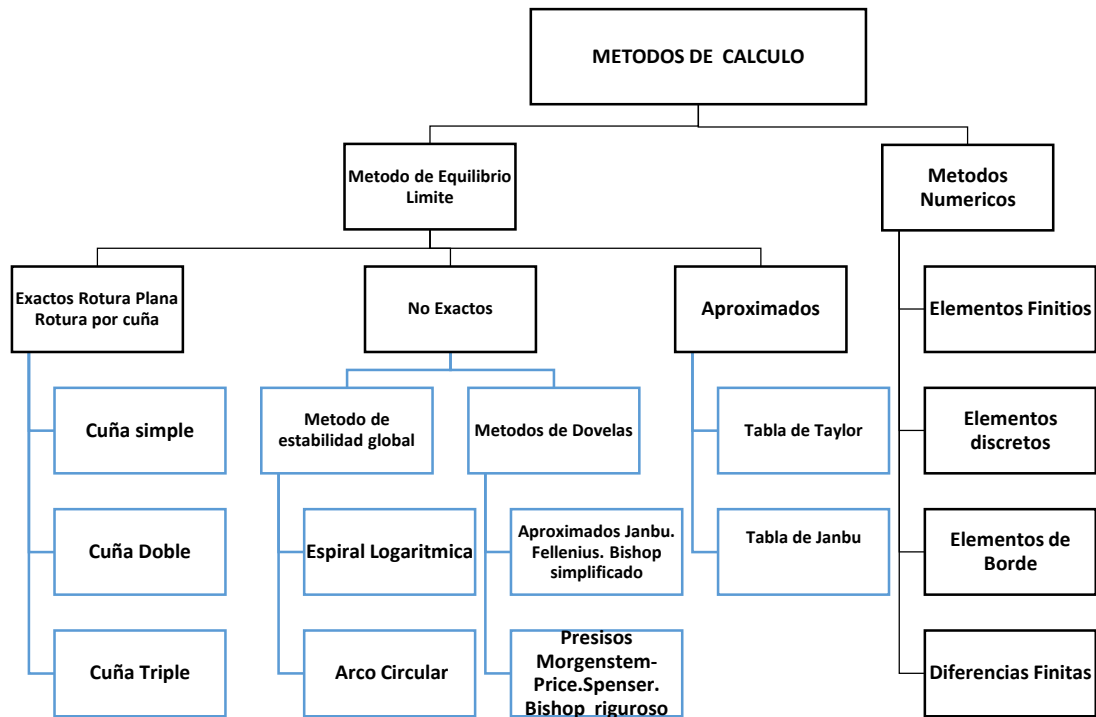 METODOS DE CALCULO
Metodo de Equilibrio
Limite
Metodos
Numericos
Exactos Rotura Plana
Rotura por cuña
No Exactos
Aproximados
Elementos Finitios
Cuña simple
Metodo de
estabilidad global
Metodos de Dovelas
Tabla de Taylor
Elementos
discretos
Cuña Doble
Espiral Logaritmica
Aproximados Janbu.
Fellenius. Bishop
simplificado
Tabla de Janbu
Elementos de
Borde
Cuña Triple
Arco Circular
Presisos
Morgenstem-
Price.Spenser.
Bishop riguroso
Diferencias Finitas